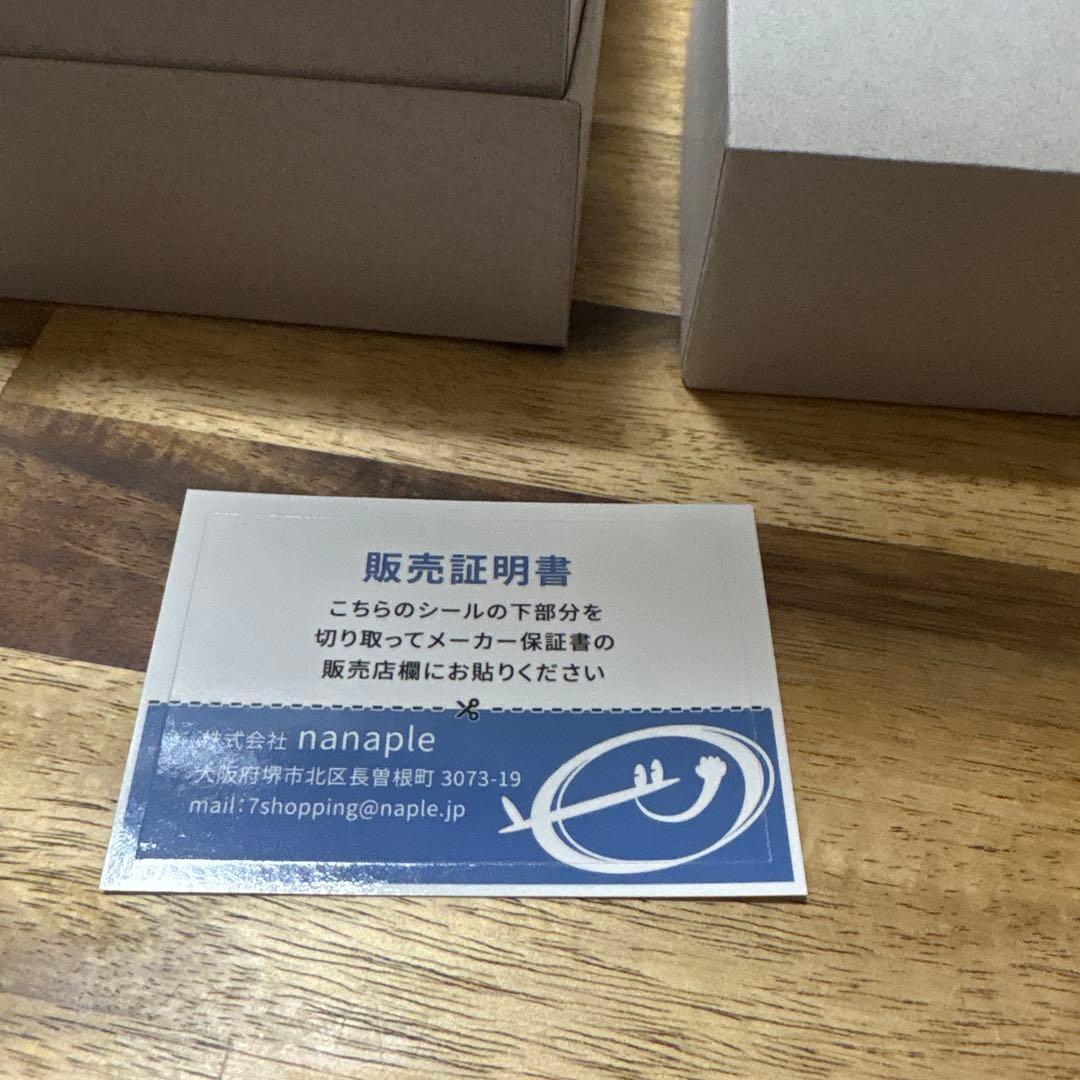 販売証明書
こちらのシールの下部分を
切り取ってメーカー保証書の
販売店欄にお貼りください
株式会社 nanaple
大阪府堺市北区長曽根町 3073-19
mail：7shopping@naple.jp